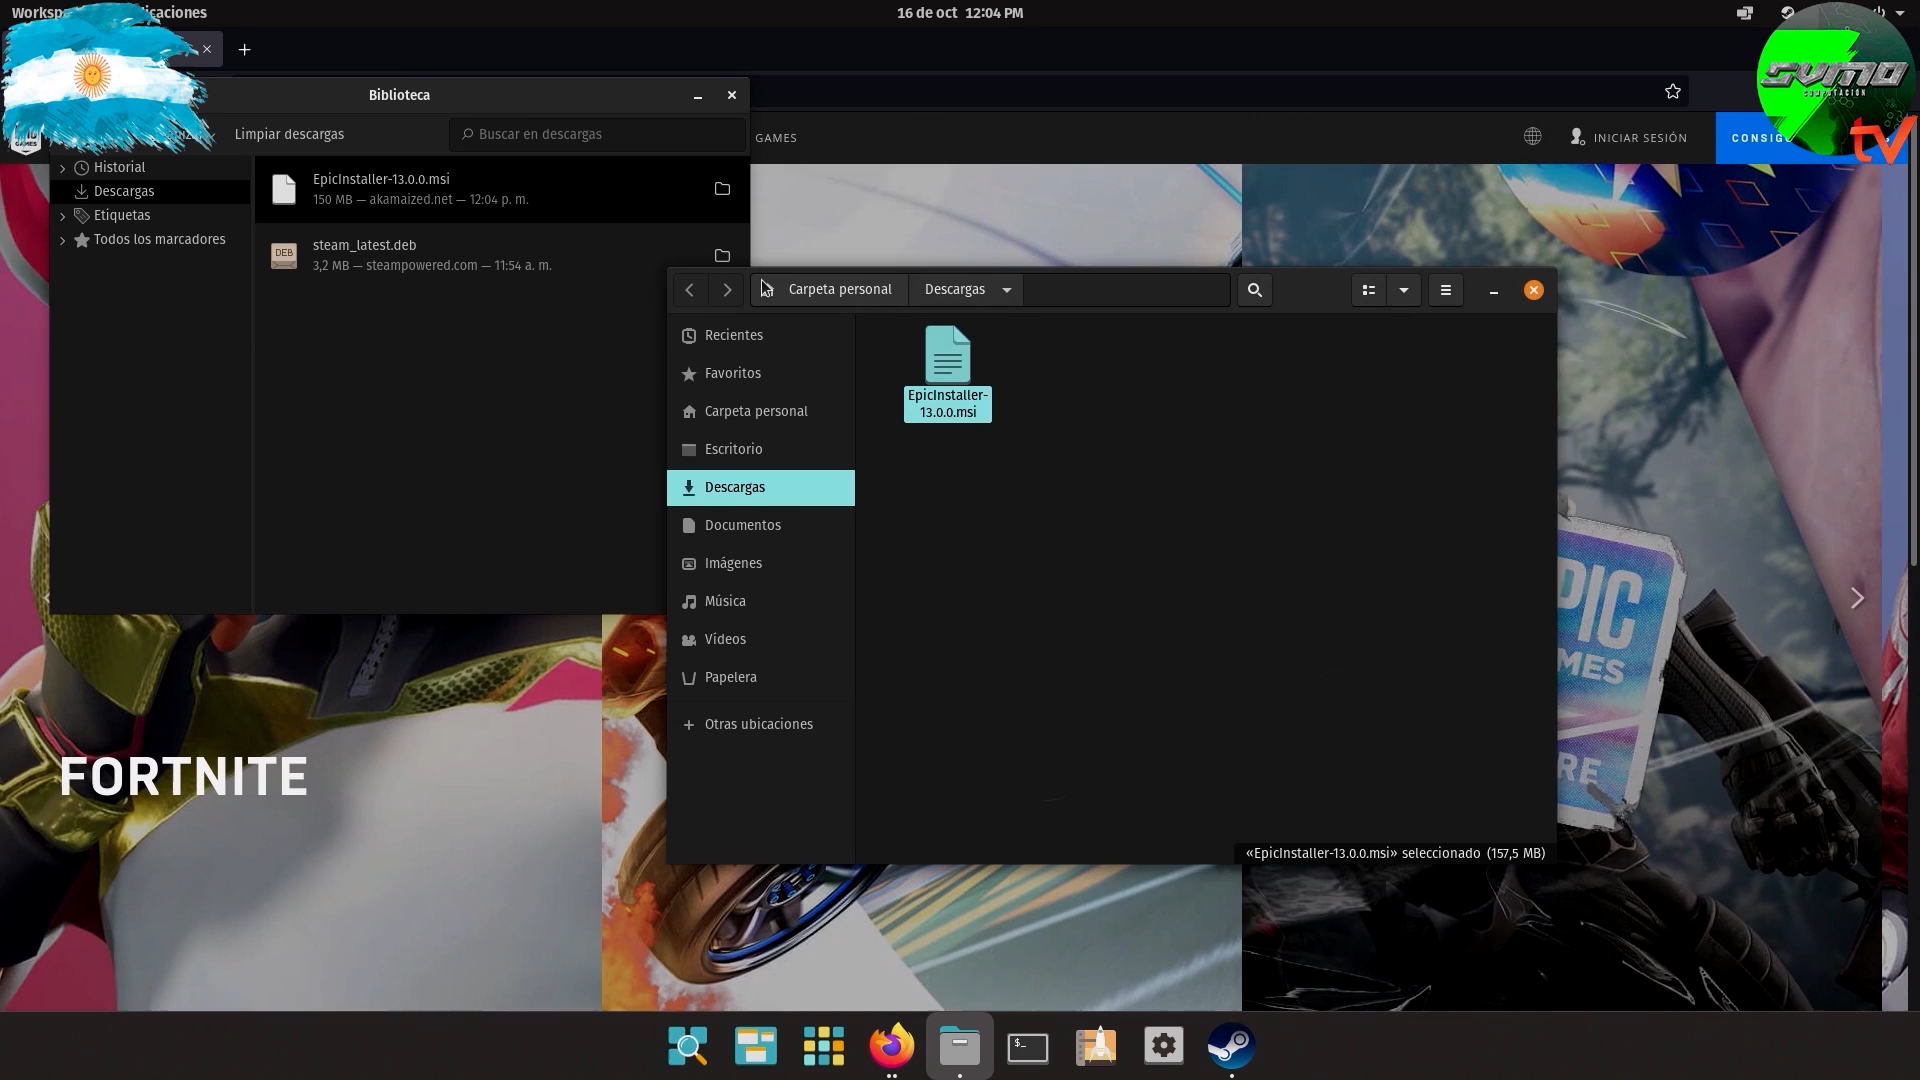 16 de oct 12:04 PM
Biblioteca
Limpiar descargas
Buscar en descargas
GAMES
INICIAR SESIÓN
SVMO
COMPUTACIÓN
TV
Historial
Descargas
Etiquetas
Todos los marcadores
EpicInstaller-13.0.0.msi
150 MB — akamaized.net — 12:04 p. m.
DEB
steam_latest.deb
3,2 MB — steampowered.com — 11:54 a. m.
Carpeta personal
Descargas
Recientes
Favoritos
Carpeta personal
Escritorio
Descargas
Documentos
Imágenes
Música
Vídeos
Papelera
Otras ubicaciones
EpicInstaller-
13.0.0.msi
«EpicInstaller-13.0.0.msi» seleccionado (157,5 MB)
FORTNITE
$_